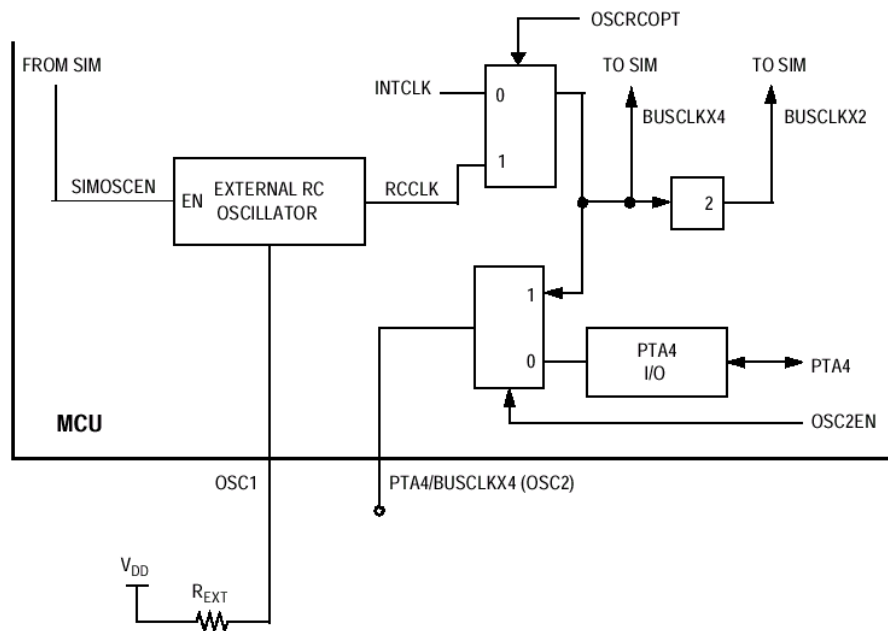 OSCRCOPT
FROM SIM
TO SIM
TO SIM
INTCLK
0
BUSCLKX4
BUSCLKX2
1
SIMOSCEN
EN
EXTERNAL RC
OSCILLATOR
RCCLK
2
1
0
PTA4
I/O
PTA4
MCU
OSC2EN
OSC1
PTA4/BUSCLKX4 (OSC2)
VDD
REXT